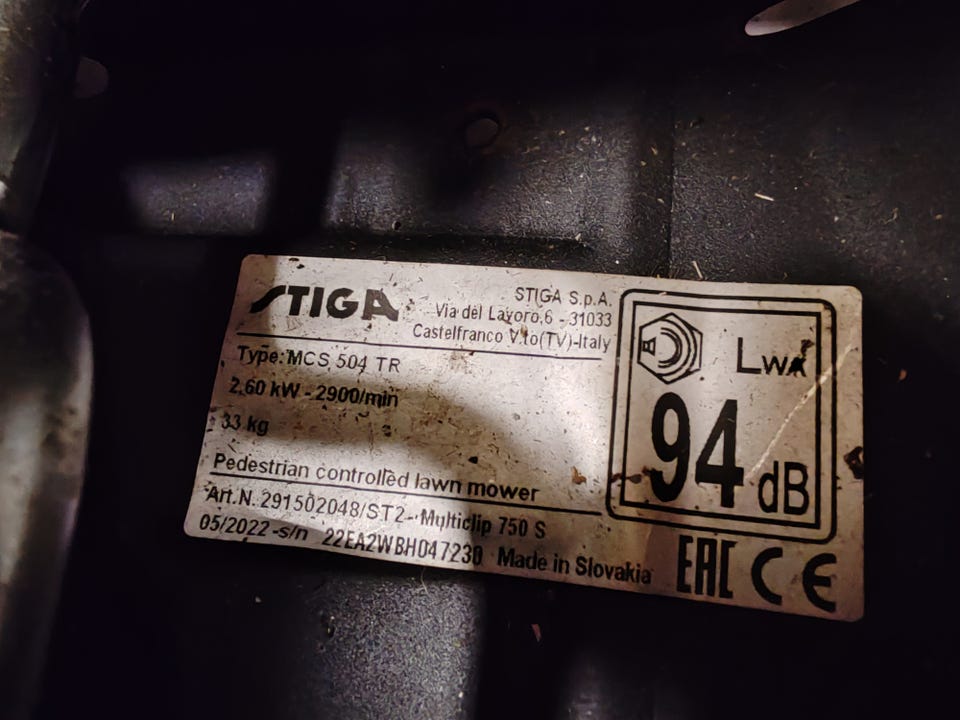 STIGA
STIGA S.p.A.
Via del Lavoro,6 - 31033
Castelfranco V.to(TV)-Italy
Type: MCS 504 TR
2.60 kW - 2900/min
33 kg
Pedestrian controlled lawn mower
Art.N. 291502048/ST2 - Multiclip 750 S
05/2022 -s/n 22EA2WBH047230 Made in Slovakia
LWA
94 dB
EAC CE